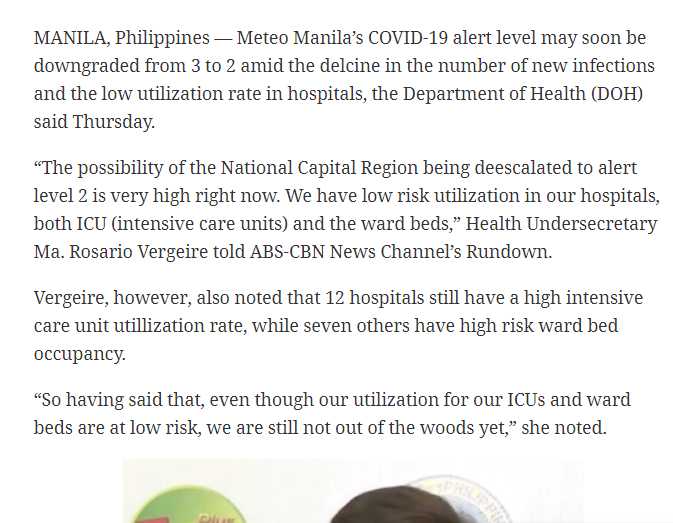 MANILA, Philippines — Meteo Manila’s COVID-19 alert level may soon be
downgraded from 3 to 2 amid the delcine in the number of new infections
and the low utilization rate in hospitals, the Department of Health (DOH)
said Thursday.
“The possibility of the National Capital Region being deescalated to alert
level 2 is very high right now. We have low risk utilization in our hospitals,
both ICU (intensive care units) and the ward beds,” Health Undersecretary
Ma. Rosario Vergeire told ABS-CBN News Channel’s Rundown.
Vergeire, however, also noted that 12 hospitals still have a high intensive
care unit utillization rate, while seven others have high risk ward bed
occupancy.
“So having said that, even though our utilization for our ICUs and ward
beds are at low risk, we are still not out of the woods yet,” she noted.